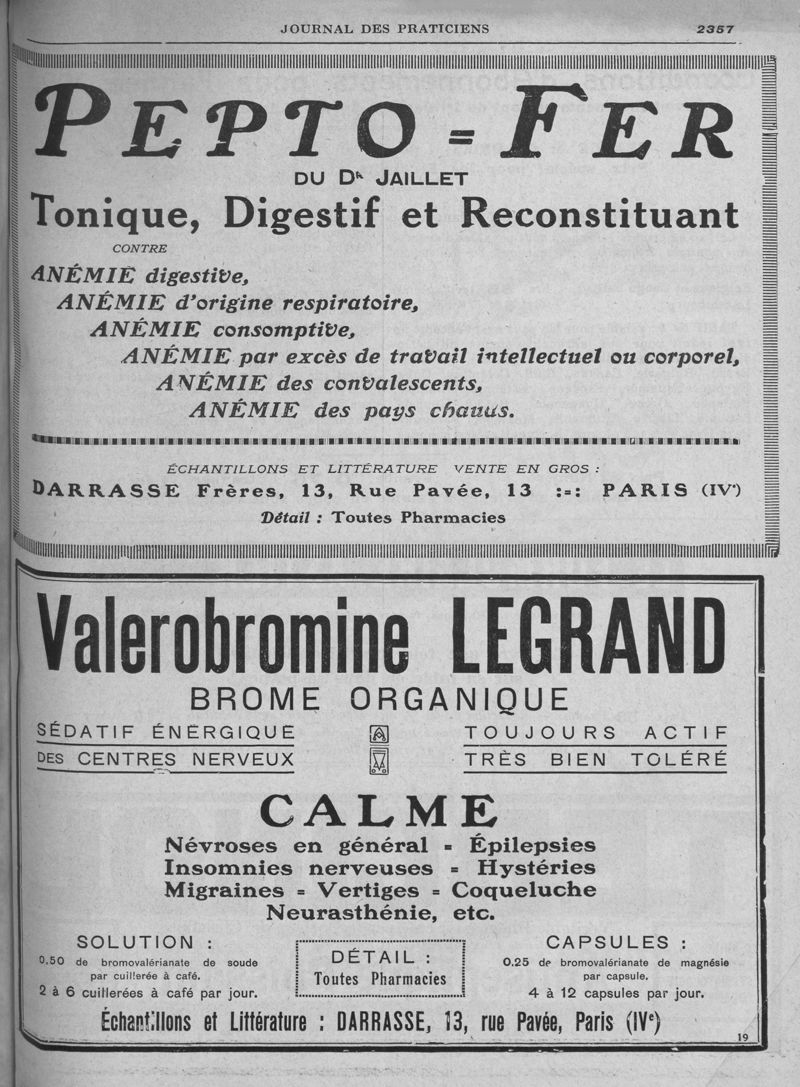 JOURNAL DES PRATICIENS 2357
PEPTO=FER
DU Dr JAILLET
Tonique, Digestif et Reconstituant
CONTRE
ANÉMIE digestive,
ANÉMIE d'origine respiratoire,
ANÉMIE consomptive,
ANÉMIE par excès de travail intellectuel ou corporel,
ANÉMIE des convalescents,
ANÉMIE des pays chauds.
ÉCHANTILLONS ET LITTÉRATURE VENTE EN GROS :
DARRASSE Frères, 13, Rue Pavée, 13 :=: PARIS (IVe)
Détail : Toutes Pharmacies
Valerobromine LEGRAND
BROME ORGANIQUE
SÉDATIF ÉNERGIQUE
DES CENTRES NERVEUX
TOUJOURS ACTIF
TRÈS BIEN TOLÉRÉ
CALME
Névroses en général = Épilepsies
Insomnies nerveuses = Hystéries
Migraines = Vertiges = Coqueluche
Neurasthénie, etc.
SOLUTION :
0.50 de bromovalérianate de soude
par cuillerée à café.
2 à 6 cuillerées à café par jour.
DÉTAIL :
Toutes Pharmacies
CAPSULES :
0.25 de bromovalérianate de magnésie
par capsule.
4 à 12 capsules par jour.
Échantillons et Littérature : DARRASSE, 13, rue Pavée, Paris (IVe)
19